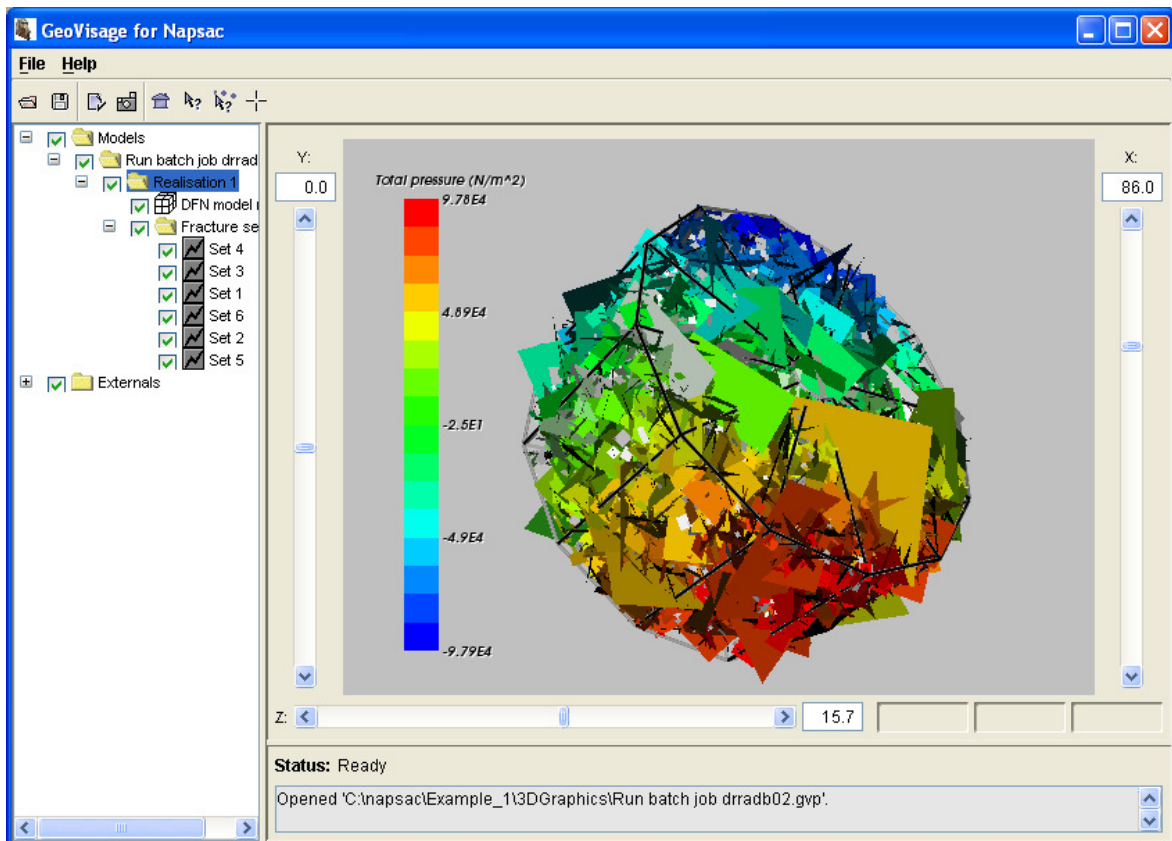 GeoVisage for Napsac
File Help
Models
Run batch job drrad
Realisation 1
DFN model
Fracture se
Set 4
Set 3
Set 1
Set 6
Set 2
Set 5
Externals
Y:
0.0
Total pressure (N/m^2)
9.78E4
4.89E4
-2.5E1
-4.9E4
-9.79E4
X:
86.0
Z:
15.7
Status: Ready
Opened 'C:\napsac\Example_1\3DGraphics\Run batch job drradb02.gvp'.